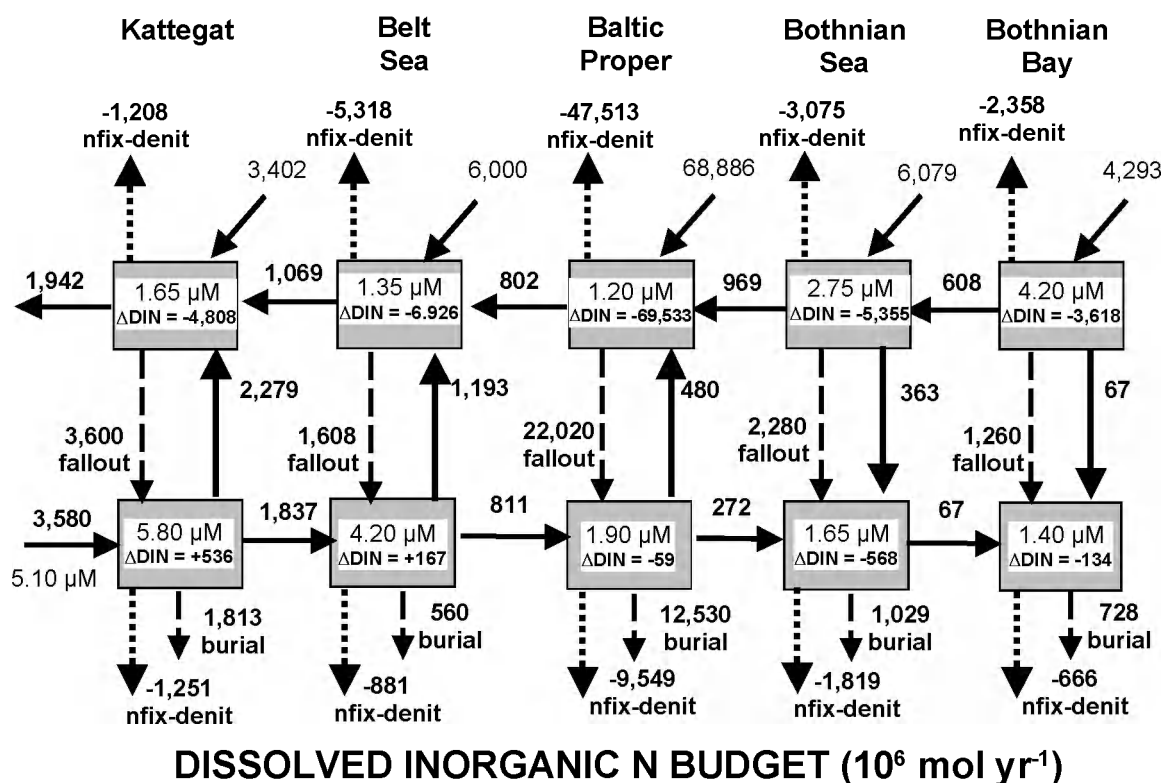 Kattegat
Belt
Sea
Baltic
Proper
Bothnian
Sea
Bothnian
Bay
-1,208
nfix-denit
-5,318
nfix-denit
-47,513
nfix-denit
-3,075
nfix-denit
-2,358
nfix-denit
3,402
6,000
68,886
6,079
4,293
1,942
1.65 µM
ΔDIN = -4,808
1,069
1.35 µM
ΔDIN = -6.926
802
1.20 µM
ΔDIN = -69,533
969
2.75 µM
ΔDIN = -5,355
608
4.20 µM
ΔDIN = -3,618
2,279
1,193
480
363
67
3,600
fallout
1,608
fallout
22,020
fallout
2,280
fallout
1,260
fallout
3,580
5.10 µM
5.80 µM
ΔDIN = +536
1,837
4.20 µM
ΔDIN = +167
811
1.90 µM
ΔDIN = -59
272
1.65 µM
ΔDIN = -568
67
1.40 µM
ΔDIN = -134
1,813
burial
560
burial
12,530
burial
1,029
burial
728
burial
-1,251
nfix-denit
-881
nfix-denit
-9,549
nfix-denit
-1,819
nfix-denit
-666
nfix-denit
DISSOLVED INORGANIC N BUDGET (10⁶ mol yr⁻¹)